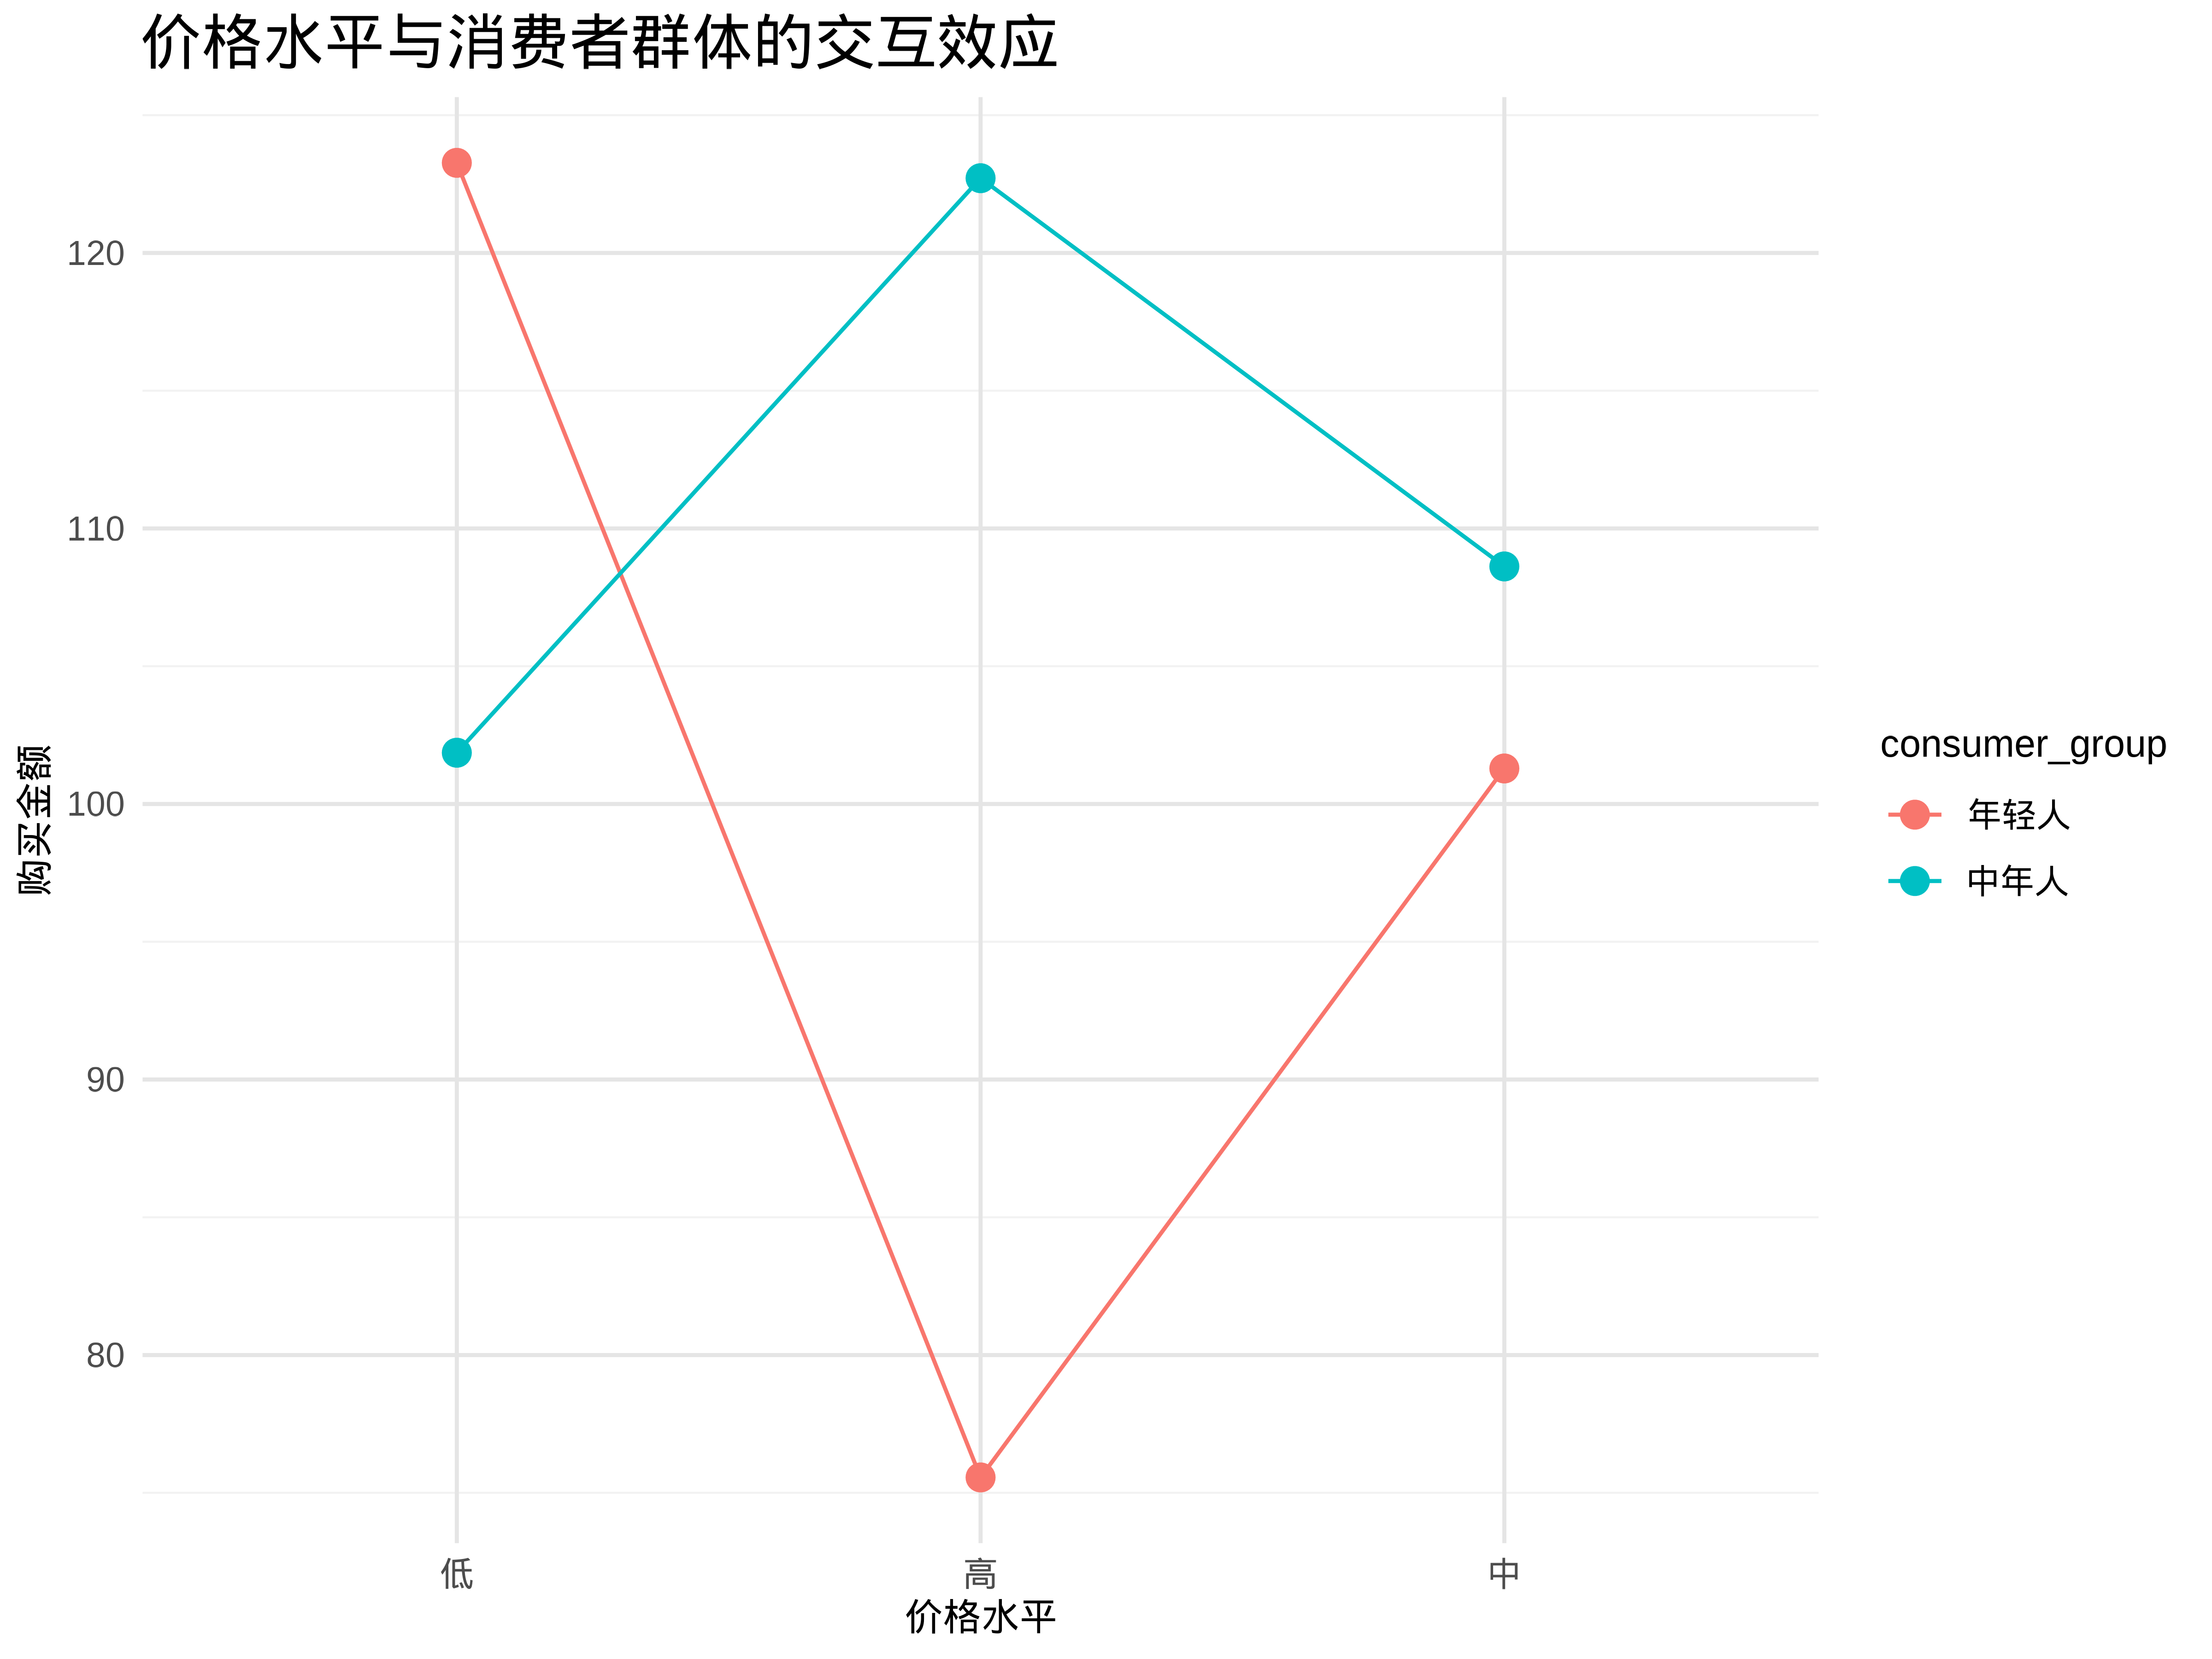 价格水平与消费者群体的交互效应
购买金额
120
110
100
90
80
低
高
中
价格水平
consumer_group
年轻人
中年人